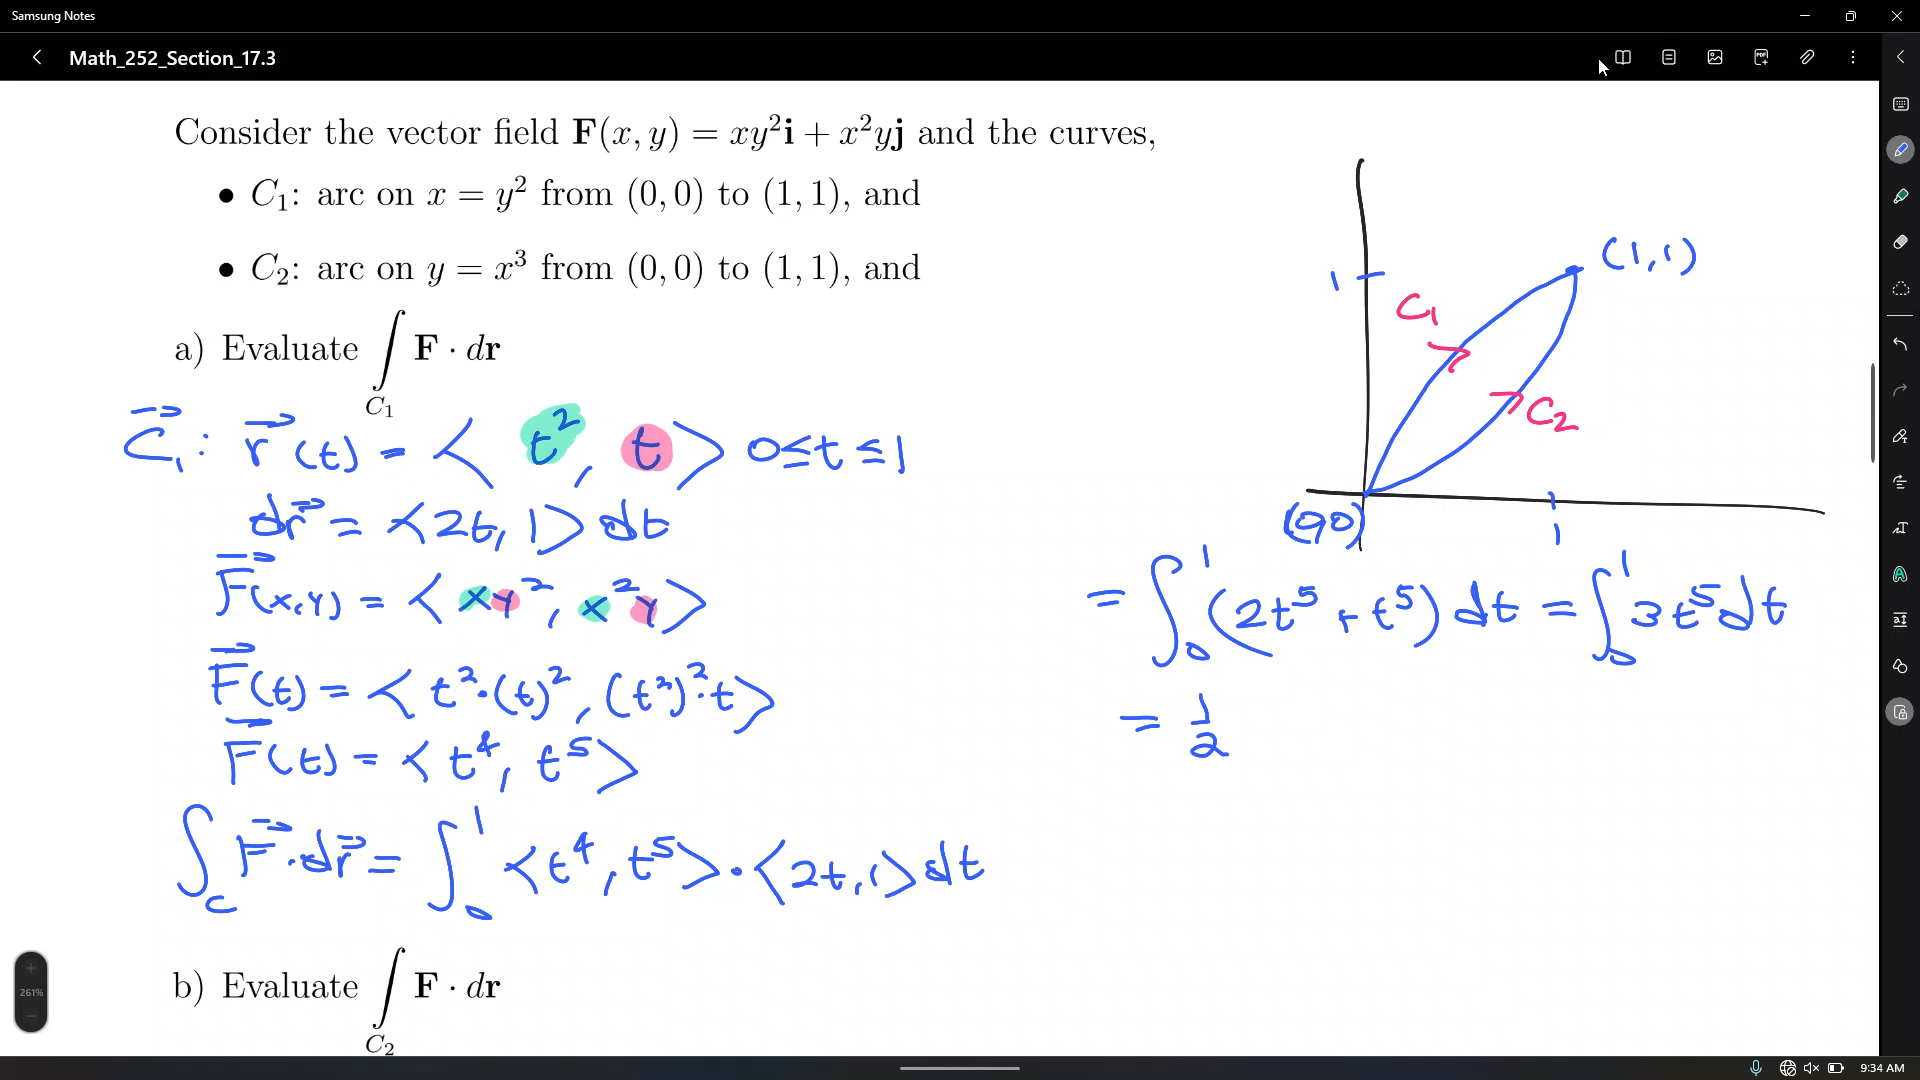 Samsung Notes
Math_252_Section_17.3
Consider the vector field F(x, y) = xy²i + x²yj and the curves,
• C₁: arc on x = y² from (0, 0) to (1, 1), and
• C₂: arc on y = x³ from (0, 0) to (1, 1), and
a) Evaluate ∫ F · dr
C₁
C⃗₁ : r⃗(t) = < t², t > 0 ≤ t ≤ 1
dr⃗ = <2t, 1> dt
F⃗(x,y) = < xy², x²y >
F⃗(t) = < t²·(t)², (t²)²·t >
F⃗(t) = < t⁴, t⁵ >
∫_C F⃗·dr⃗ = ∫₀¹ <t⁴, t⁵>·<2t, 1> dt
1
(1,1)
C₁
C₂
(0,0)
1
= ∫₀¹ (2t⁵ + t⁵) dt = ∫₀¹ 3t⁵ dt
= 1/2
b) Evaluate ∫ F · dr
C₂
261%
9:34 AM